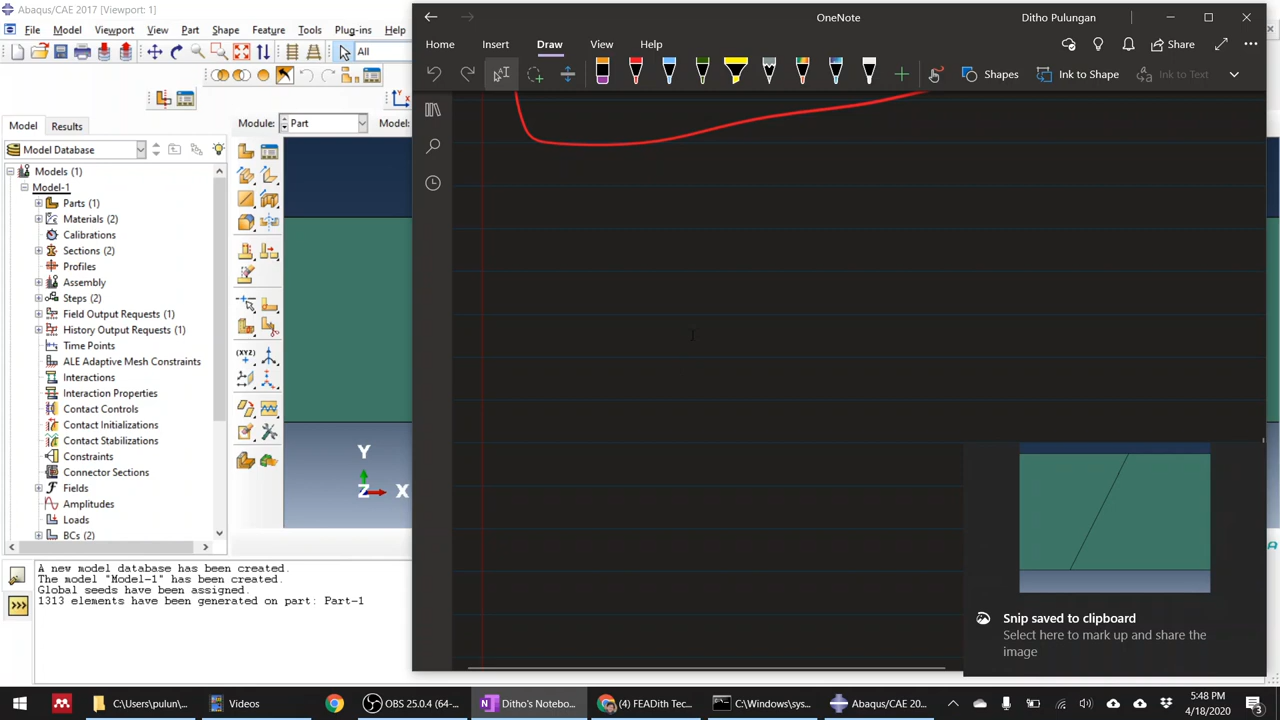 Abaqus/CAE 2017 [Viewport: 1]
File Model Viewport View Part Shape Feature Tools Plug-ins Help
All
Module: Part Model:
Model Results
Model Database
Models (1)
Model-1
Parts (1)
Materials (2)
Calibrations
Sections (2)
Profiles
Assembly
Steps (2)
Field Output Requests (1)
History Output Requests (1)
Time Points
ALE Adaptive Mesh Constraints
Interactions
Interaction Properties
Contact Controls
Contact Initializations
Contact Stabilizations
Constraints
Connector Sections
Fields
Amplitudes
Loads
BCs (2)
(XYZ)
Y
Z X
A new model database has been created.
The model "Model-1" has been created.
Global seeds have been assigned.
1313 elements have been generated on part: Part-1
>>>
OneNote
Ditho Pulungan
Home Insert Draw View Help
Share
Shapes Ink to Shape Ink to Text
Snip saved to clipboard
Select here to mark up and share the
image
C:\Users\pulun\... Videos OBS 25.0.4 (64-... Ditho's Notebo... (4) FEADith Tec... C:\Windows\sys... Abaqus/CAE 20...
5:48 PM
4/18/2020
3